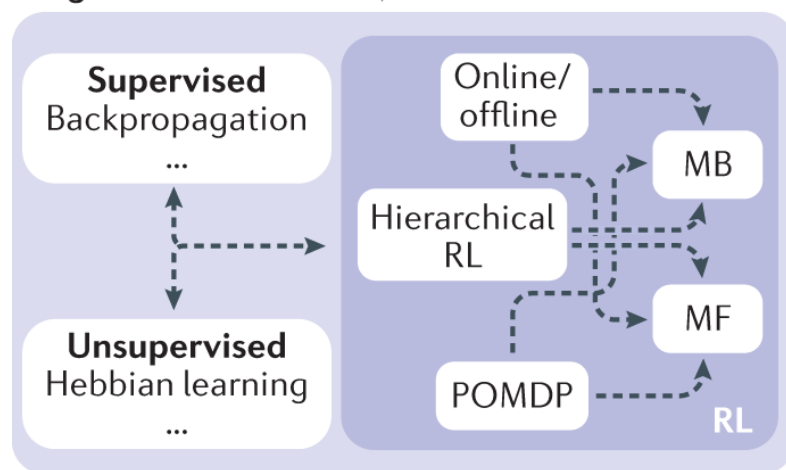 Supervised
Backpropagation
...
Unsupervised
Hebbian learning
...
Online/
offline
Hierarchical
RL
POMDP
MB
MF
RL